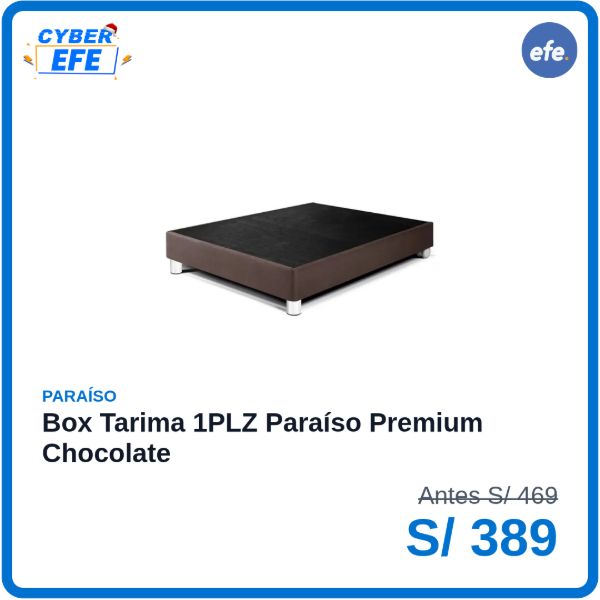 CYBER
EFE
efe.
PARAÍSO
Box Tarima 1PLZ Paraíso Premium
Chocolate
Antes S/ 469
S/ 389